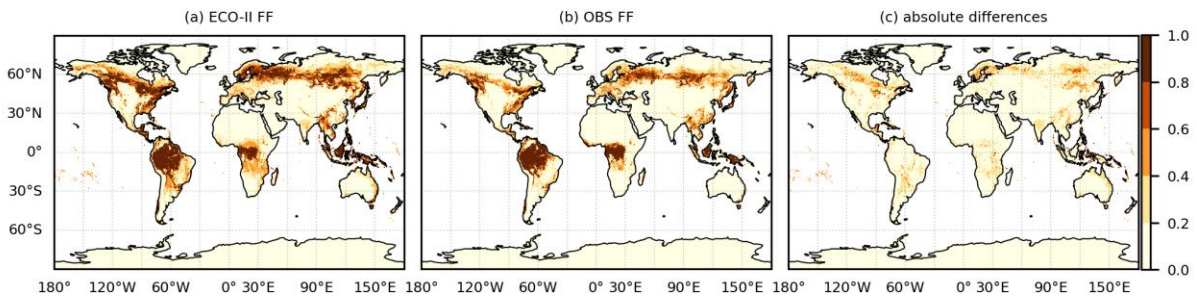 (a) ECO-II FF
(b) OBS FF
(c) absolute differences
60°N
30°N
0°
30°S
60°S
180° 120°W 60°W 0° 30°E 90°E 150°E
180° 120°W 60°W 0° 30°E 90°E 150°E
180° 120°W 60°W 0° 30°E 90°E 150°E
1.0
0.8
0.6
0.4
0.2
0.0